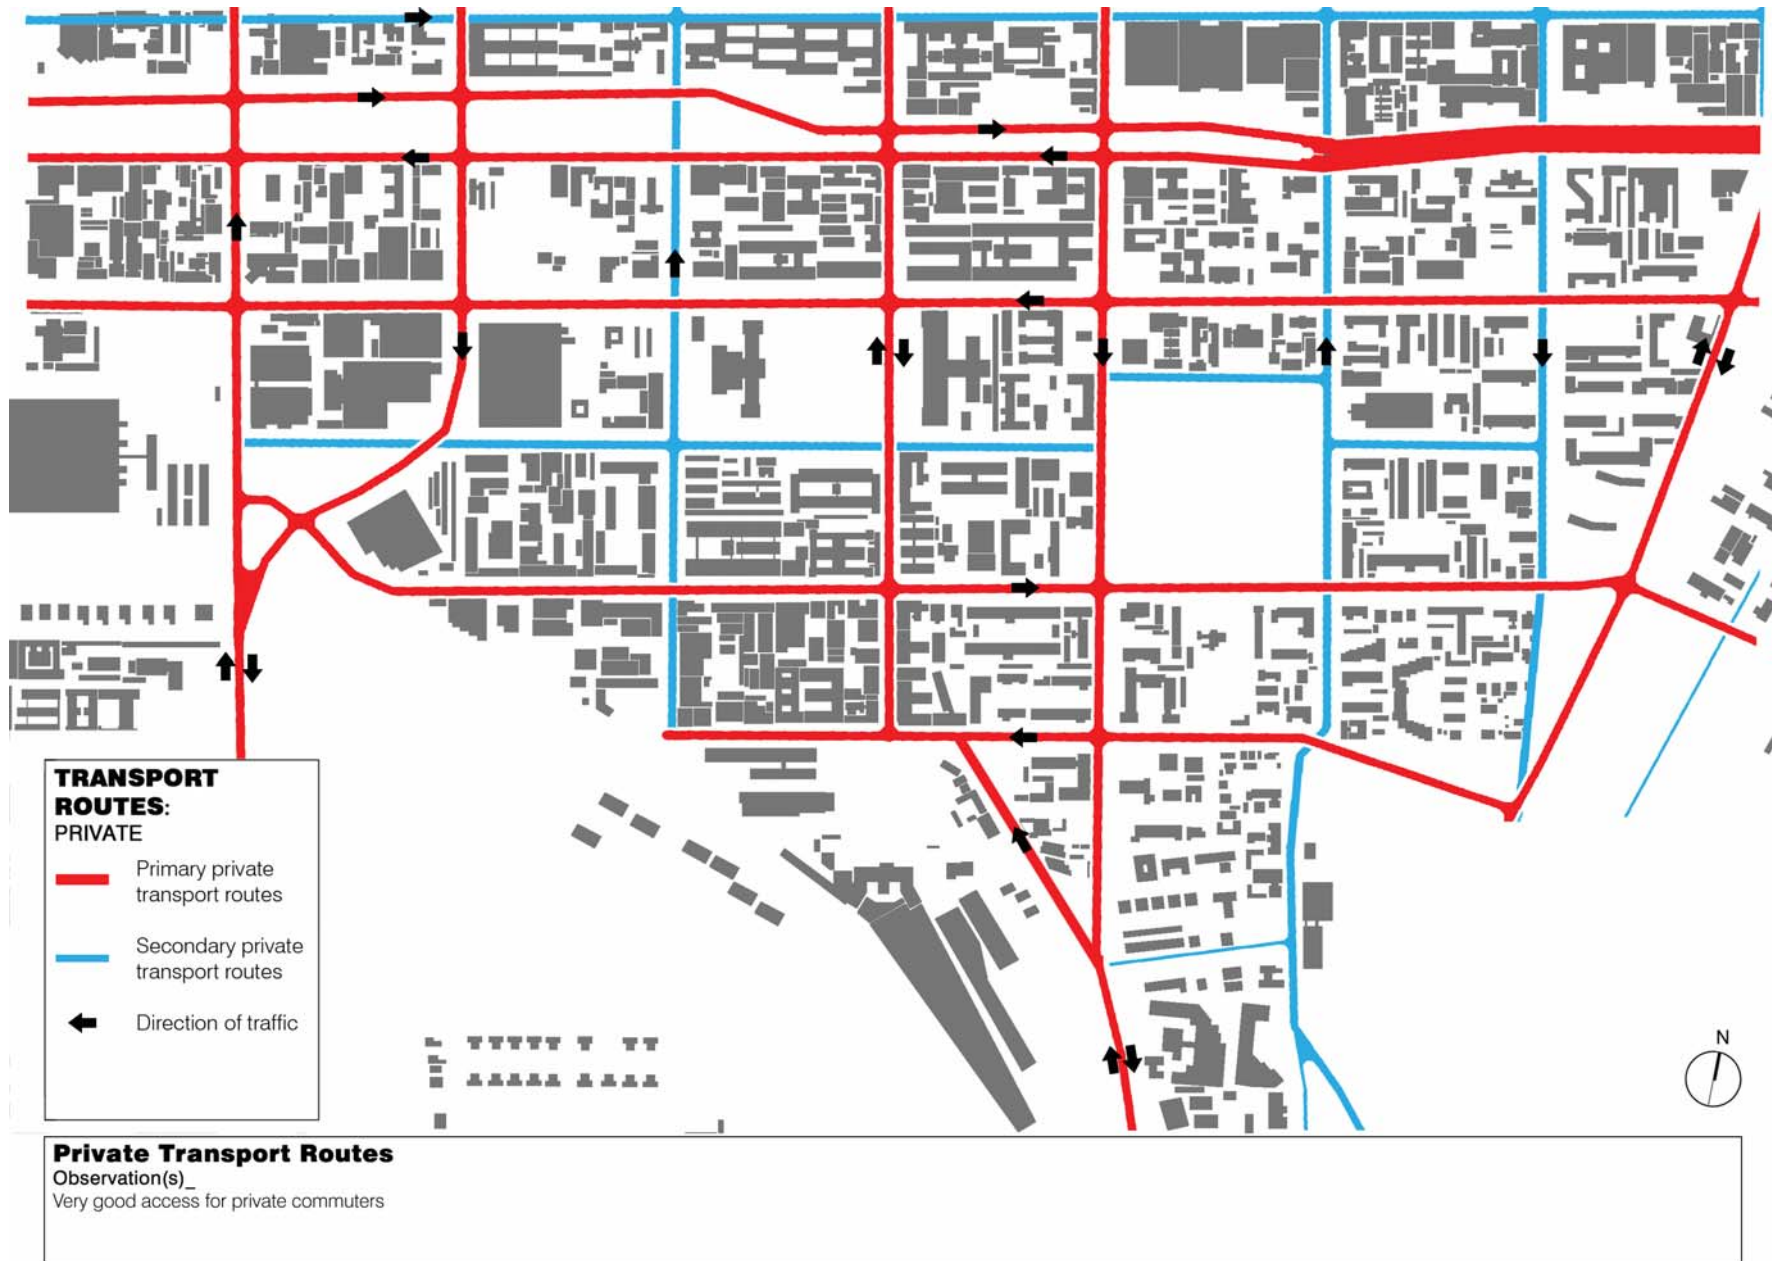 N
TRANSPORT
ROUTES:
PRIVATE
Primary private
transport routes
Secondary private
transport routes
Direction of traffic
Private Transport Routes
Observation(s)_
Very good access for private commuters